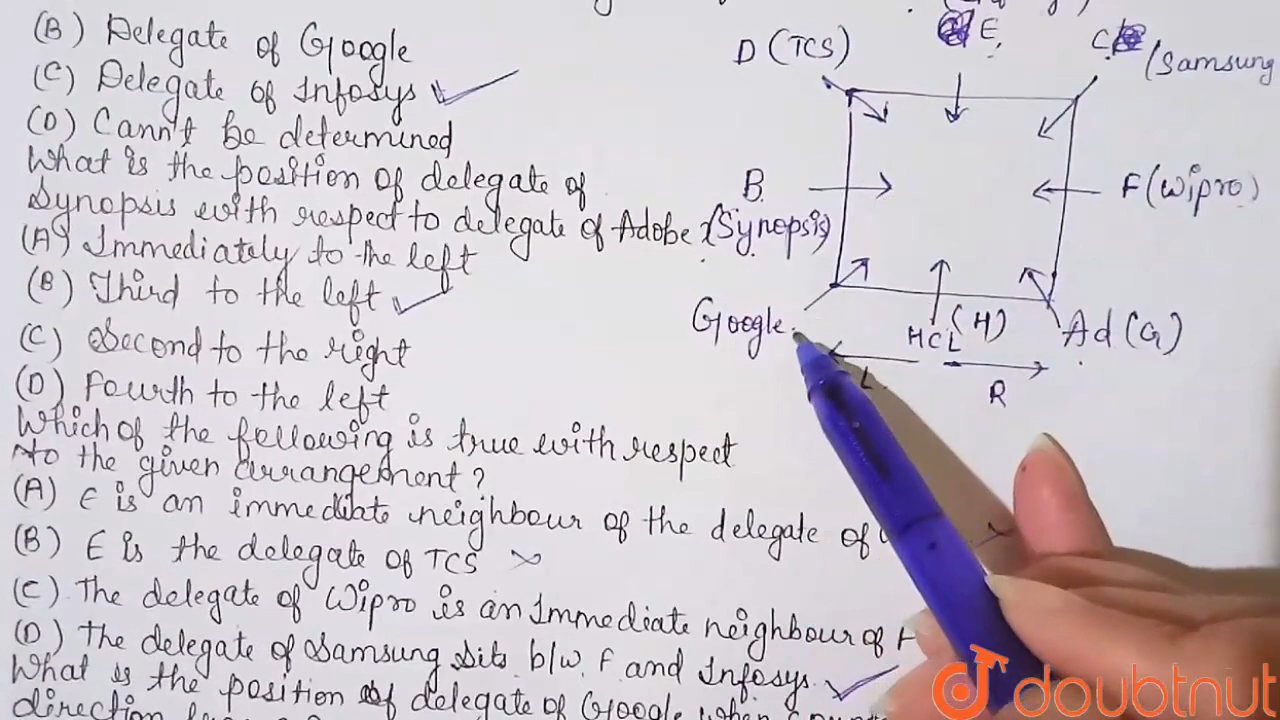 (B) Delegate of Google
(C) Delegate of Infosys
(D) Cann't be determined
What is the position of delegate of
Synopsis with respect to delegate of Adobe ?
(A) Immediately to the left
(B) Third to the left
(C) Second to the right
(D) Fourth to the left
Which of the following is true with respect
to the given arrangement ?
(A) E is an immediate neighbour of the delegate of
(B) E is the delegate of TCS
(C) The delegate of Wipro is an Immediate neighbour of
(D) The delegate of Samsung sits b/w F and Infosys.
What is the position of delegate of Google when
direction
D (TCS)
E
C
(Samsung
B
(Synopsis)
F (Wipro)
Google
HCL
(H)
Ad (G)
L
R
doubtnut